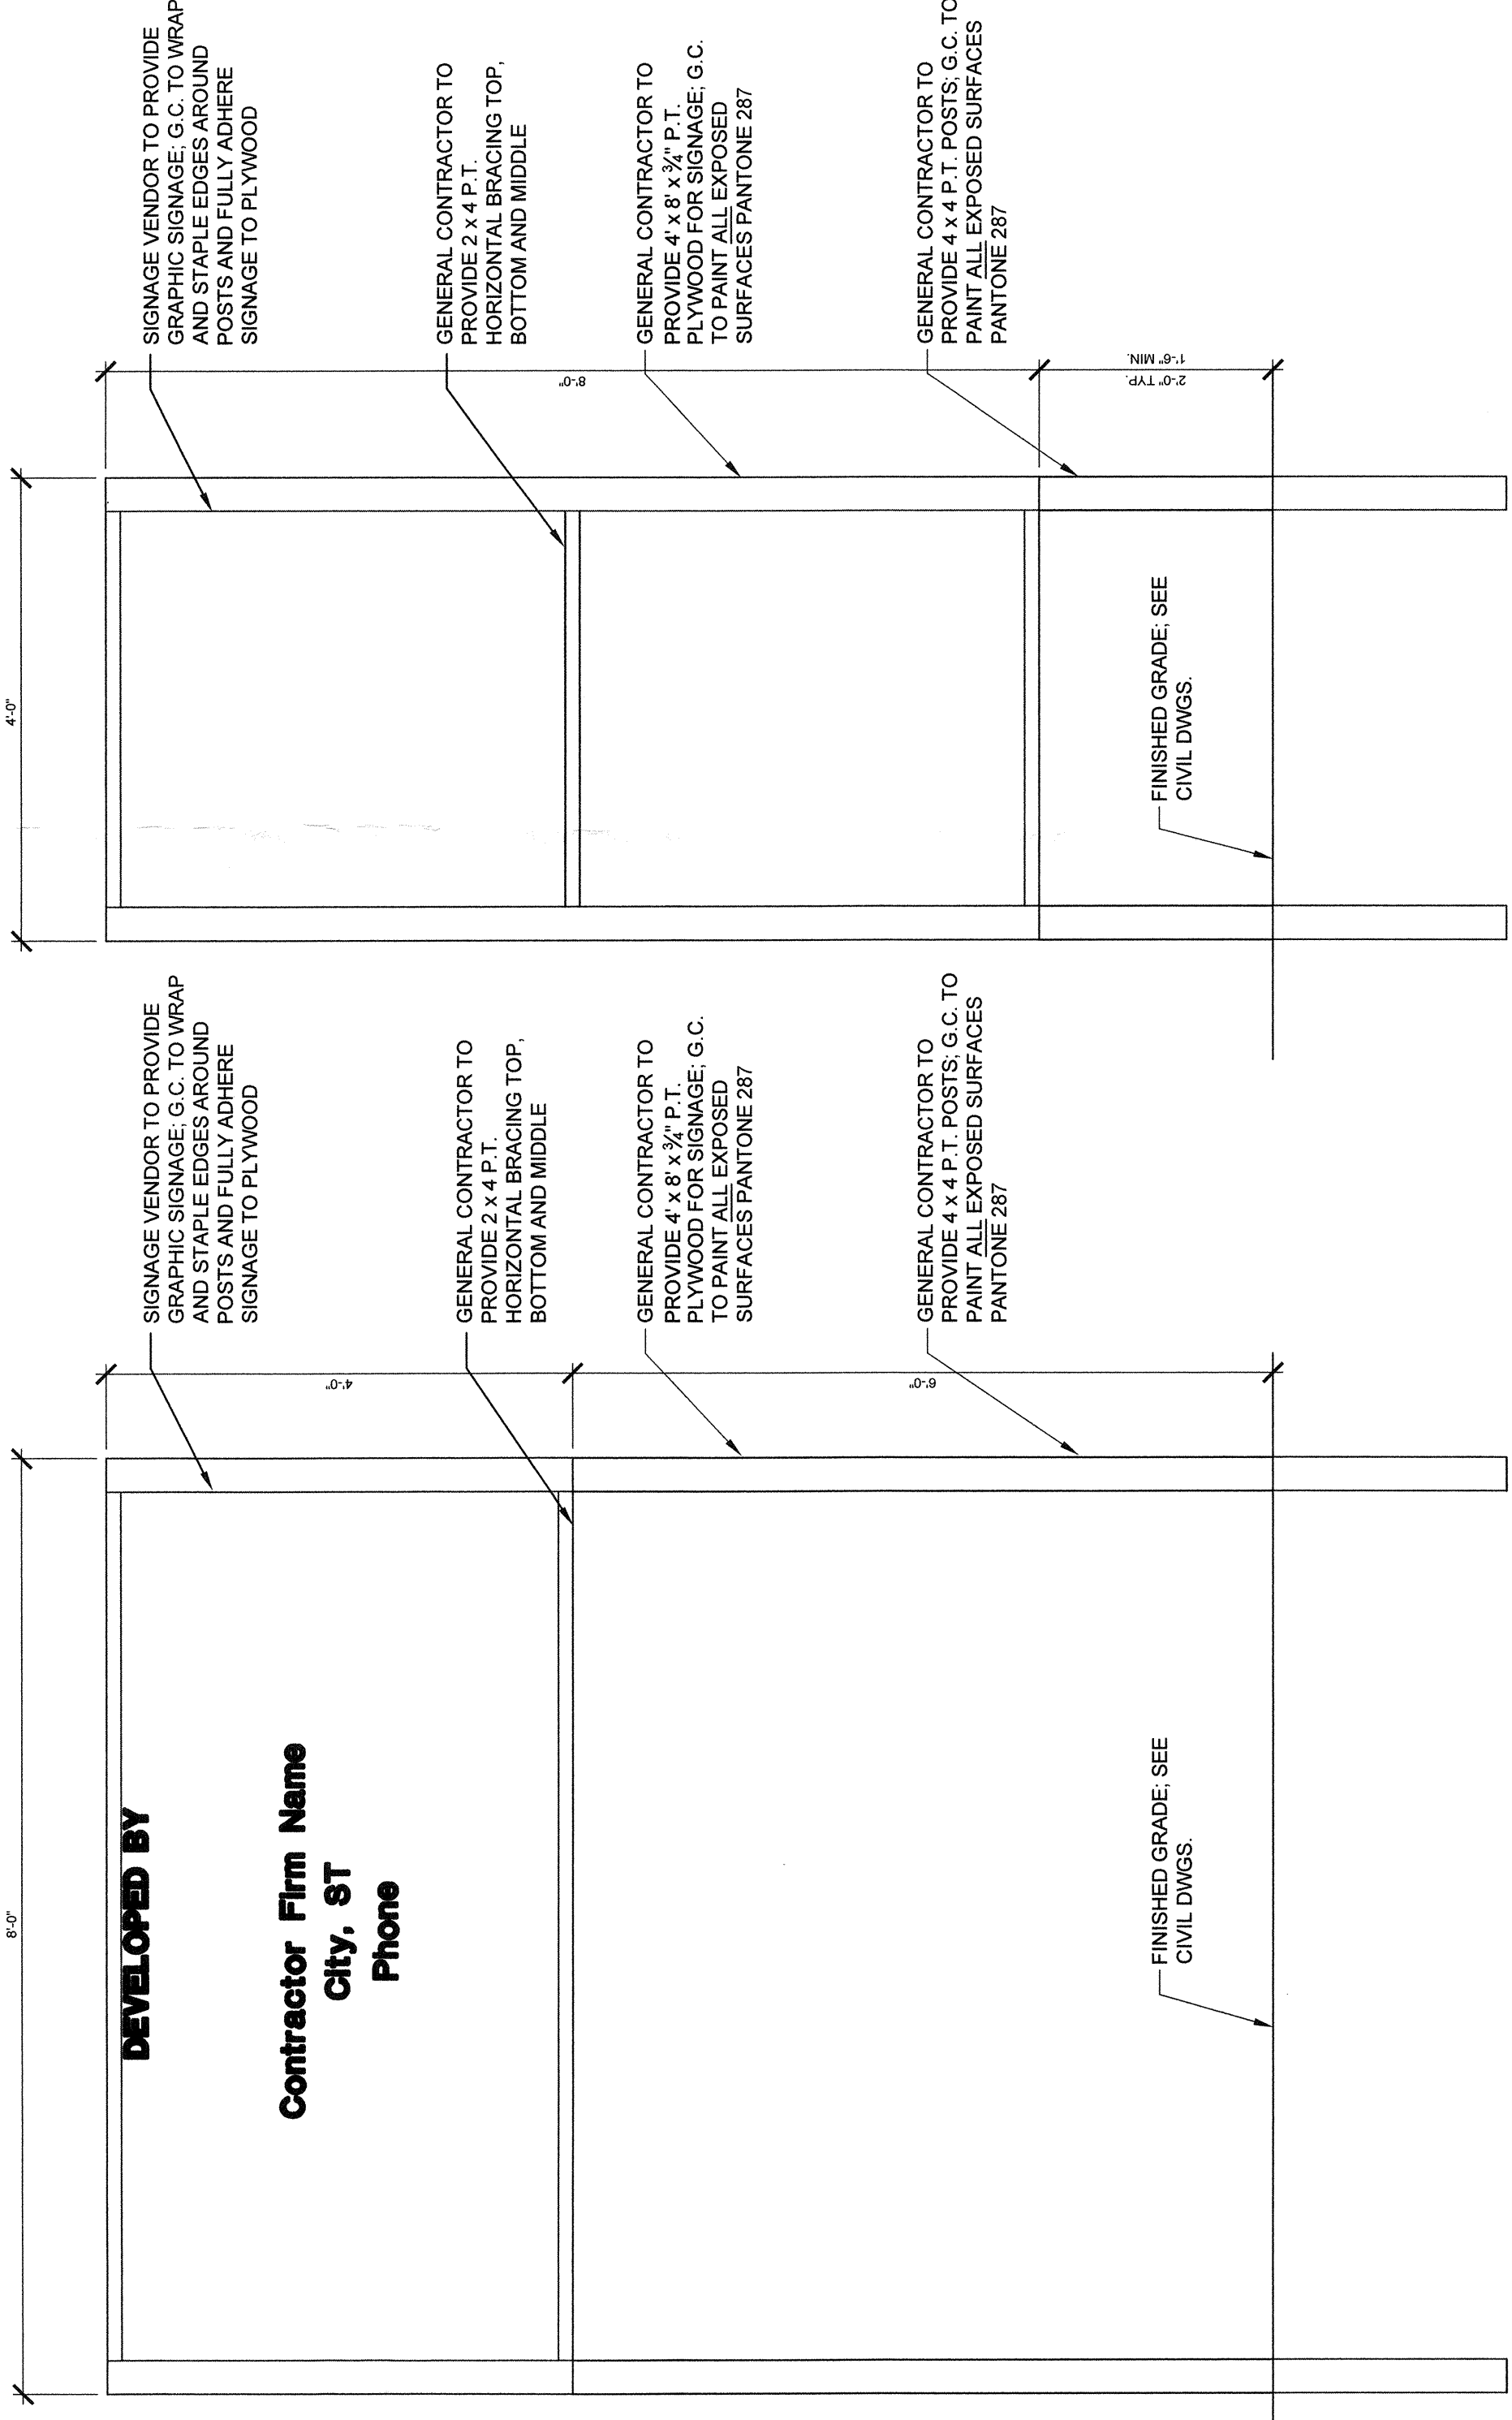 8'-0"
DEVELOPED BY
Contractor Firm Name
City, ST
Phone
4'-0"
6'-0"
SIGNAGE VENDOR TO PROVIDE
GRAPHIC SIGNAGE; G.C. TO WRAP
AND STAPLE EDGES AROUND
POSTS AND FULLY ADHERE
SIGNAGE TO PLYWOOD
GENERAL CONTRACTOR TO
PROVIDE 2 x 4 P.T.
HORIZONTAL BRACING TOP,
BOTTOM AND MIDDLE
GENERAL CONTRACTOR TO
PROVIDE 4' x 8' x ¾" P.T.
PLYWOOD FOR SIGNAGE; G.C.
TO PAINT ALL EXPOSED
SURFACES PANTONE 287
GENERAL CONTRACTOR TO
PROVIDE 4 x 4 P.T. POSTS; G.C. TO
PAINT ALL EXPOSED SURFACES
PANTONE 287
FINISHED GRADE; SEE
CIVIL DWGS.
4'-0"
8'-0"
2'-0" TYP.
1'-6" MIN.
SIGNAGE VENDOR TO PROVIDE
GRAPHIC SIGNAGE; G.C. TO WRAP
AND STAPLE EDGES AROUND
POSTS AND FULLY ADHERE
SIGNAGE TO PLYWOOD
GENERAL CONTRACTOR TO
PROVIDE 2 x 4 P.T.
HORIZONTAL BRACING TOP,
BOTTOM AND MIDDLE
GENERAL CONTRACTOR TO
PROVIDE 4' x 8' x ¾" P.T.
PLYWOOD FOR SIGNAGE; G.C.
TO PAINT ALL EXPOSED
SURFACES PANTONE 287
GENERAL CONTRACTOR TO
PROVIDE 4 x 4 P.T. POSTS; G.C. TO
PAINT ALL EXPOSED SURFACES
PANTONE 287
FINISHED GRADE; SEE
CIVIL DWGS.